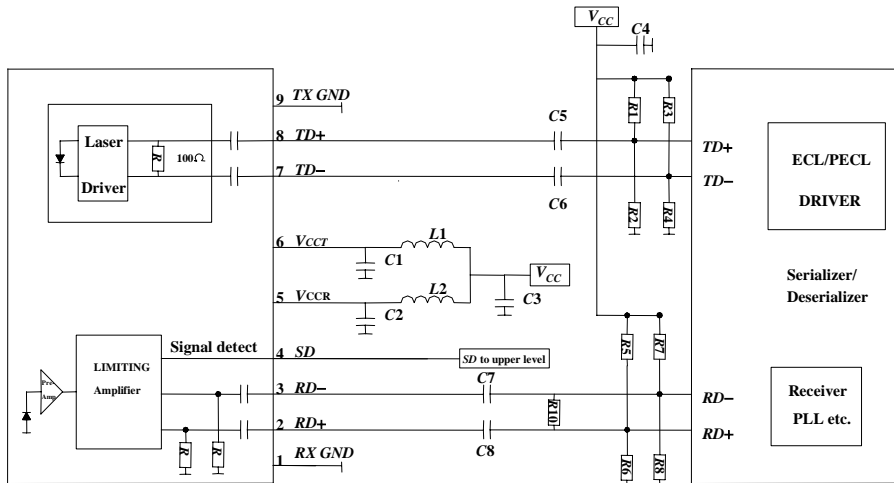 VCC
C4
9 TX GND
R1
R3
C5
Laser
Driver
R
100Ω
8 TD+
TD+
7 TD−
TD−
C6
R2
R4
ECL/PECL
DRIVER
6 VCCT
L1
C1
VCC
5 VCCR
L2
C2
C3
Serializer/
Deserializer
R5
R7
Signal detect
4 SD
SD to upper level
LIMITING
Amplifier
Pre
Amp
3 RD−
C7
R10
RD−
Receiver
PLL etc.
2 RD+
C8
RD+
R
R
R6
R8
1 RX GND